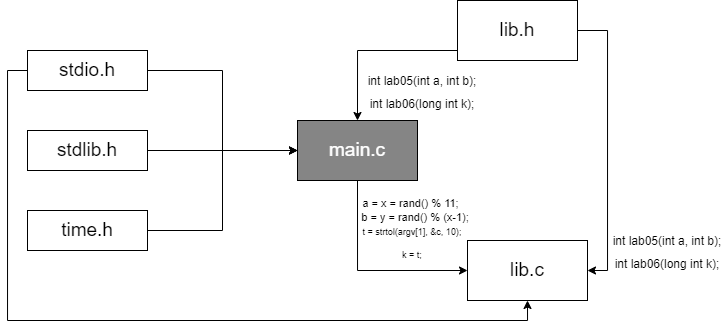 lib.h
stdio.h
int lab05(int a, int b);
int lab06(long int k);
stdlib.h
main.c
a = x = rand() % 11;
b = y = rand() % (x-1);
t = strtol(argv[1], &c, 10);
time.h
k = t;
lib.c
int lab05(int a, int b);
int lab06(long int k);